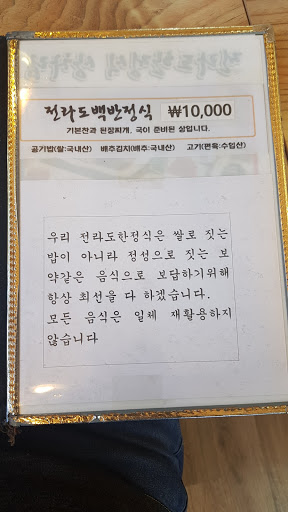 전라도백반정식 ₩10,000
기본찬과 된장찌개, 국이 준비된 상입니다.
공기밥(쌀:국내산) 배추김치(배추:국내산) 고기(편육:수입산)
우리 전라도한정식은 쌀로 짓는
밥이 아니라 정성으로 짓는 보
약같은 음식으로 보답하기위해
항상 최선을 다 하겠습니다.
모든 음식은 일체 재활용하지
않습니다